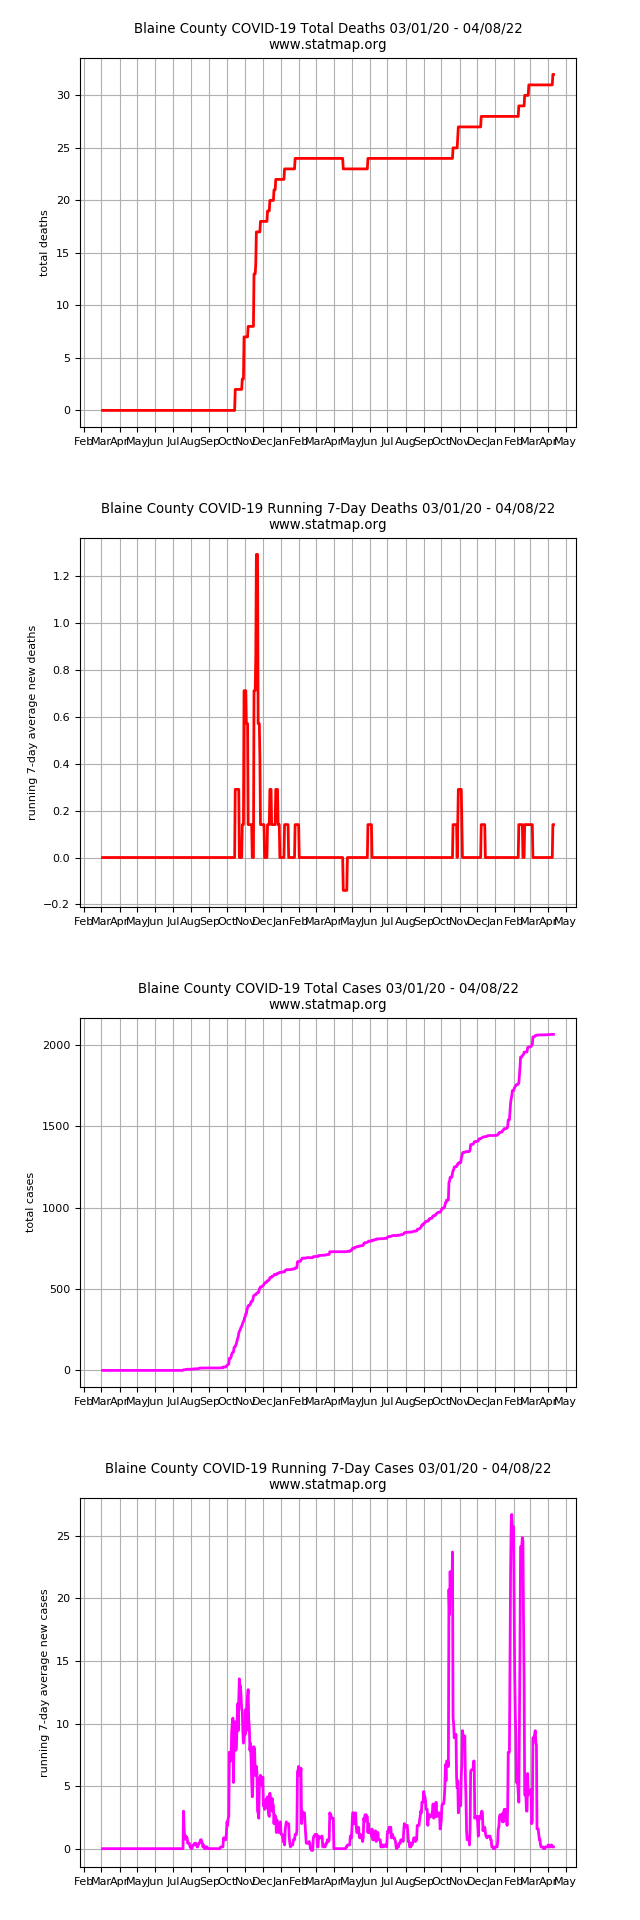 Blaine County COVID-19 Total Deaths 03/01/20 - 04/08/22
www.statmap.org
30
25
20
15
10
5
0
total deaths
Feb Mar Apr May Jun Jul Aug Sep Oct Nov Dec Jan Feb Mar Apr May Jun Jul Aug Sep Oct Nov Dec Jan Feb Mar Apr May
Blaine County COVID-19 Running 7-Day Deaths 03/01/20 - 04/08/22
www.statmap.org
1.2
1.0
0.8
0.6
0.4
0.2
0.0
−0.2
running 7-day average new deaths
Feb Mar Apr May Jun Jul Aug Sep Oct Nov Dec Jan Feb Mar Apr May Jun Jul Aug Sep Oct Nov Dec Jan Feb Mar Apr May
Blaine County COVID-19 Total Cases 03/01/20 - 04/08/22
www.statmap.org
2000
1500
1000
500
0
total cases
Feb Mar Apr May Jun Jul Aug Sep Oct Nov Dec Jan Feb Mar Apr May Jun Jul Aug Sep Oct Nov Dec Jan Feb Mar Apr May
Blaine County COVID-19 Running 7-Day Cases 03/01/20 - 04/08/22
www.statmap.org
25
20
15
10
5
0
running 7-day average new cases
Feb Mar Apr May Jun Jul Aug Sep Oct Nov Dec Jan Feb Mar Apr May Jun Jul Aug Sep Oct Nov Dec Jan Feb Mar Apr May